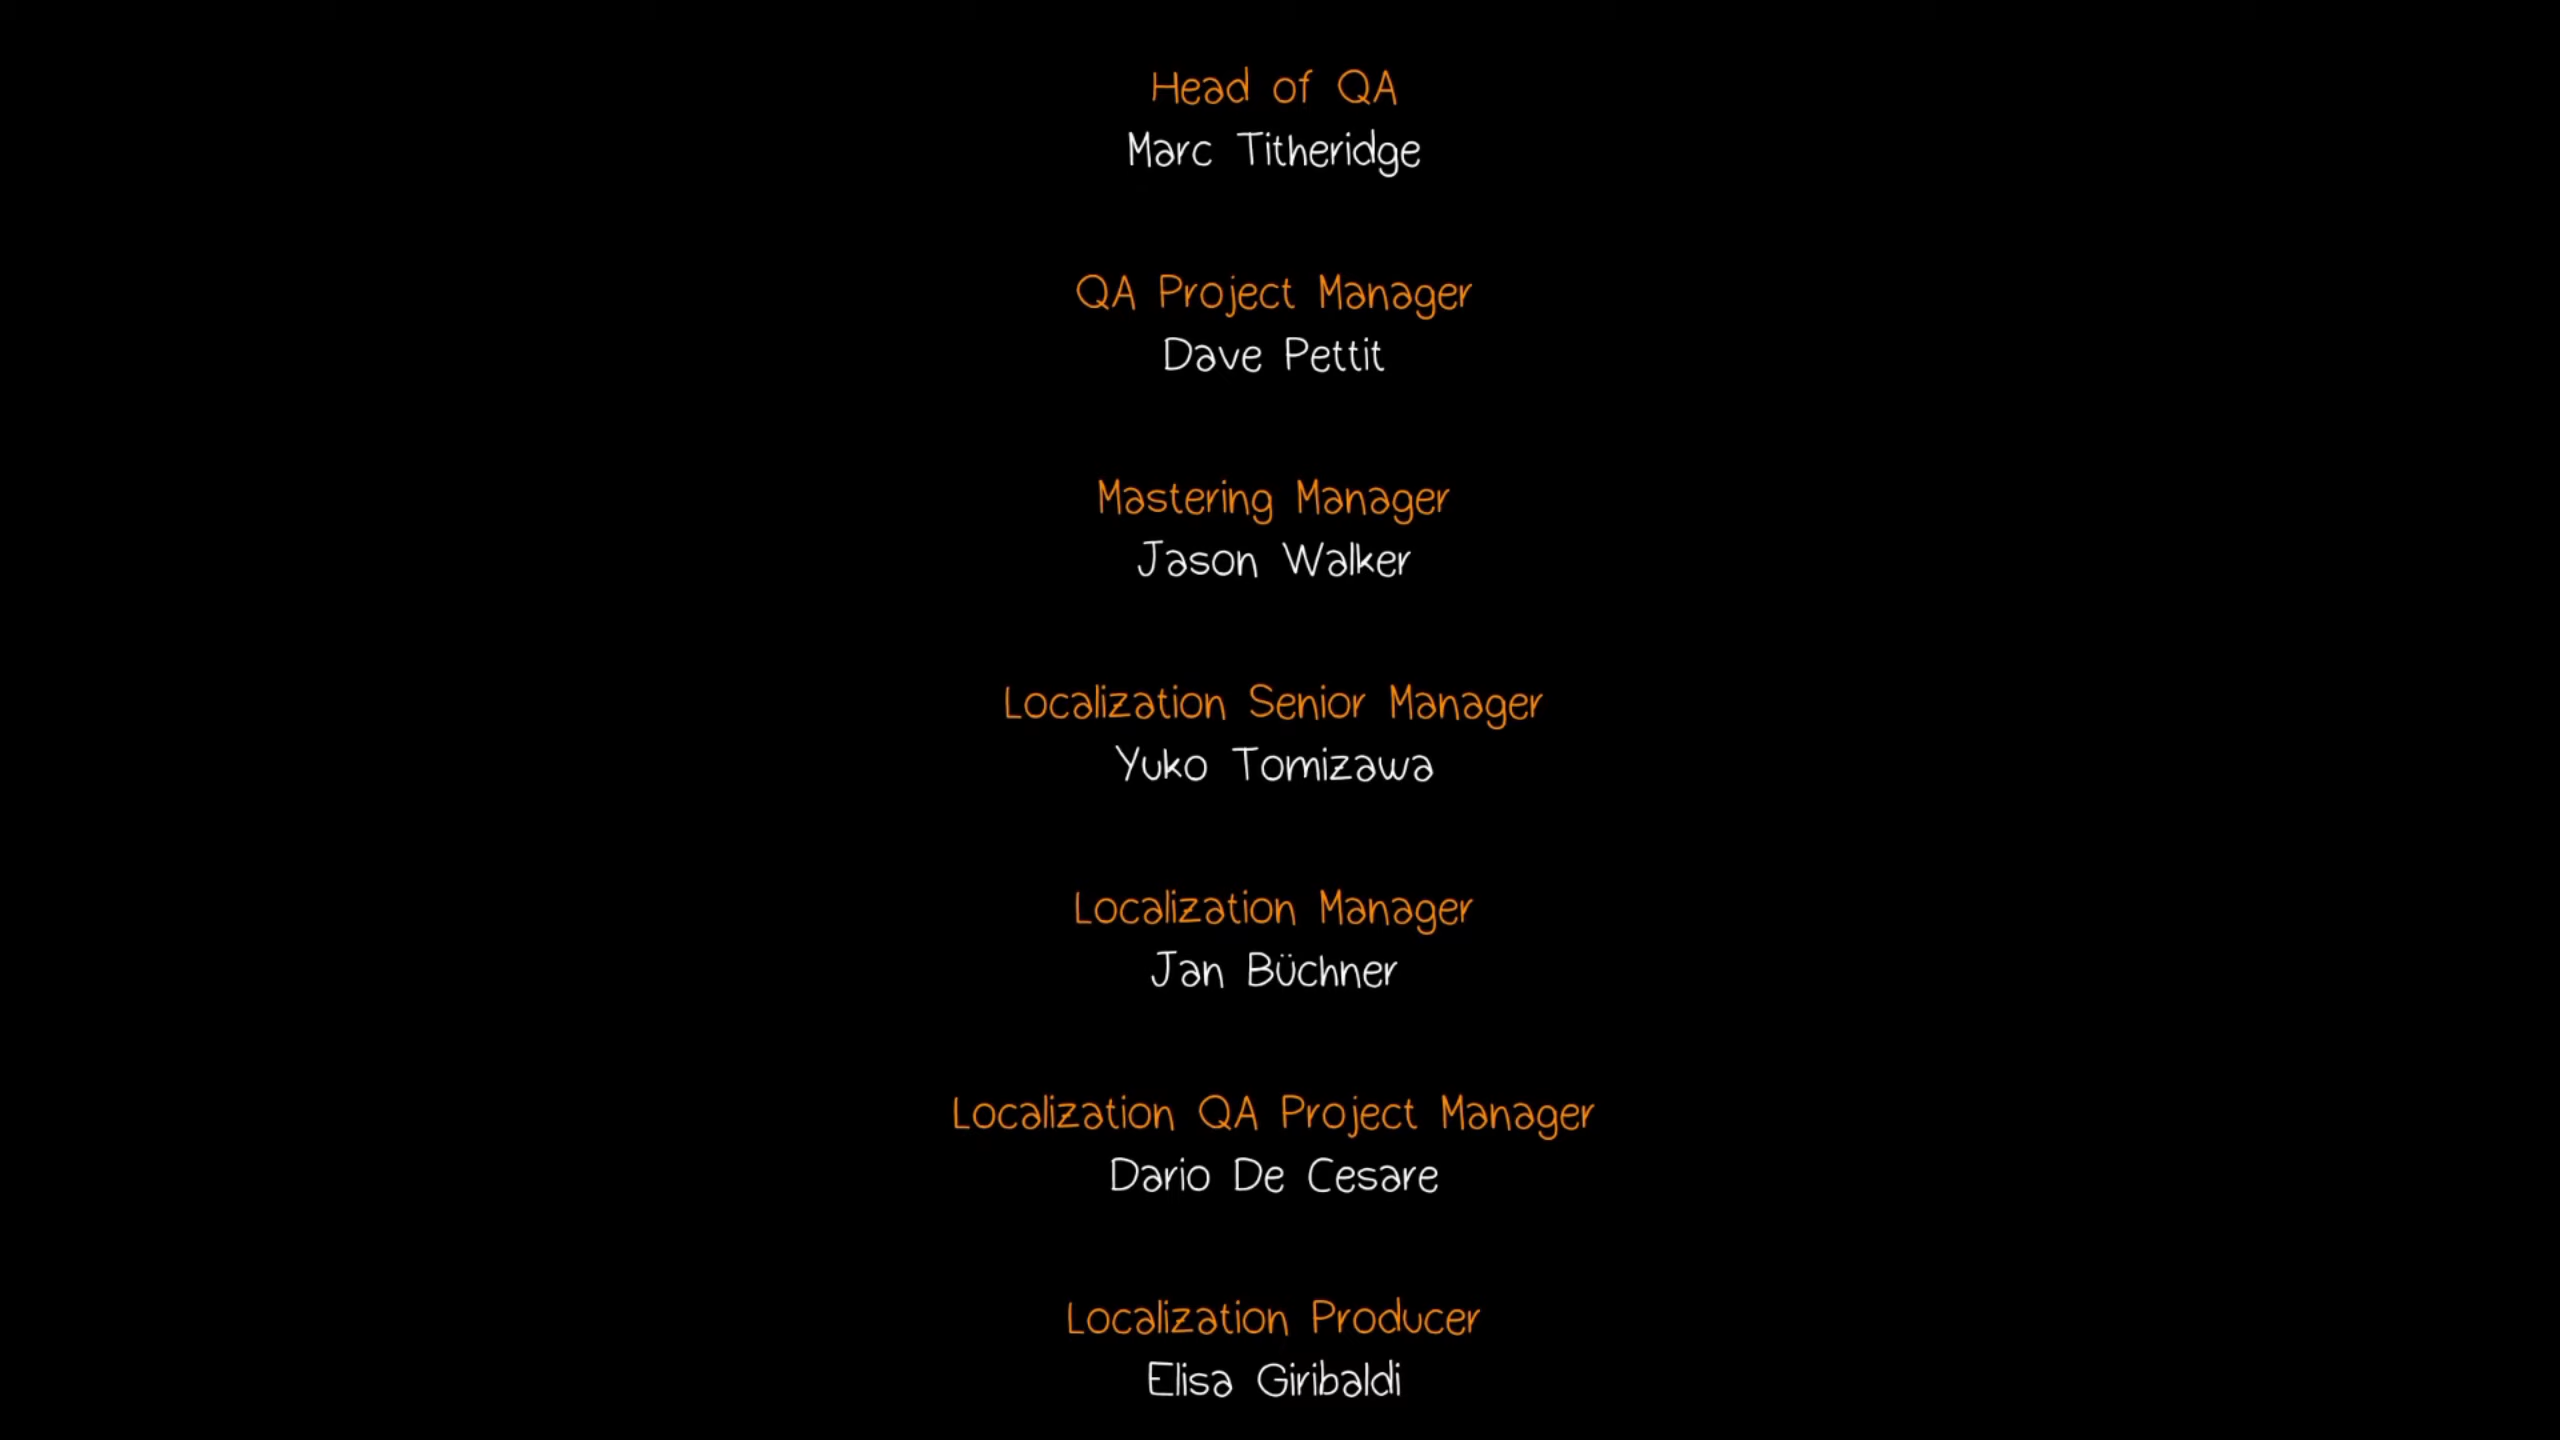 Head of QA
Marc Titheridge
QA Project Manager
Dave Pettit
Mastering Manager
Jason Walker
Localization Senior Manager
Yuko Tomizawa
Localization Manager
Jan Büchner
Localization QA Project Manager
Dario De Cesare
Localization Producer
Elisa Giribaldi